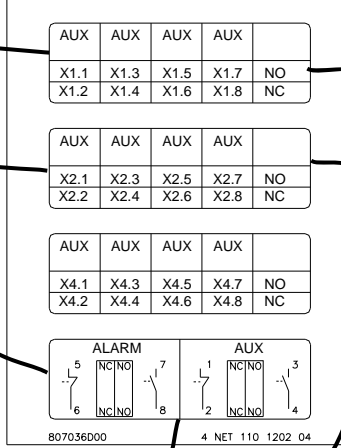 AUX AUX AUX AUX
X1.1 X1.3 X1.5 X1.7 NO
X1.2 X1.4 X1.6 X1.8 NC
AUX AUX AUX AUX
X2.1 X2.3 X2.5 X2.7 NO
X2.2 X2.4 X2.6 X2.8 NC
AUX AUX AUX AUX
X4.1 X4.3 X4.5 X4.7 NO
X4.2 X4.4 X4.6 X4.8 NC
ALARM AUX
5 NC NO 7 1 NC NO 3
6 NC NO 8 2 NC NO 4
807036D00 4 NET 110 1202 04